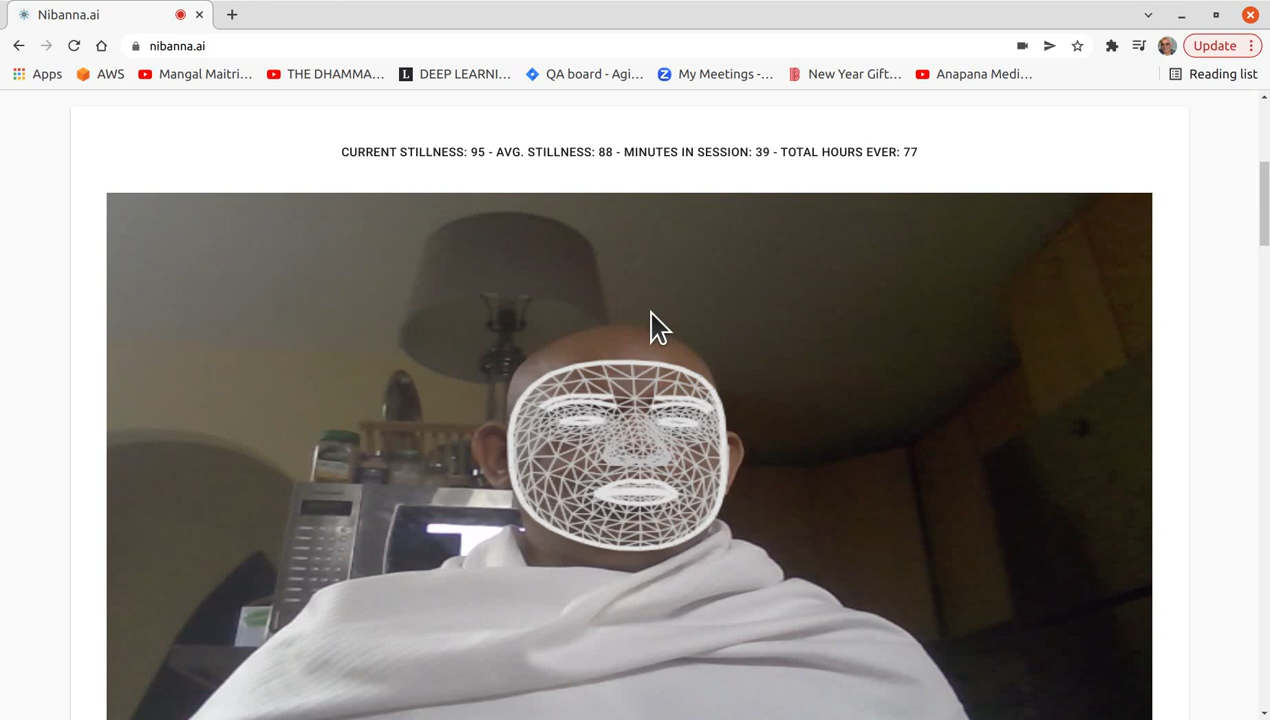 Nibanna.ai
nibanna.ai
Update
Apps AWS Mangal Maitri... THE DHAMMA... L DEEP LEARNI... QA board - Agi... Z My Meetings -... B New Year Gift... Anapana Medi... Reading list
CURRENT STILLNESS: 95 - AVG. STILLNESS: 88 - MINUTES IN SESSION: 39 - TOTAL HOURS EVER: 77